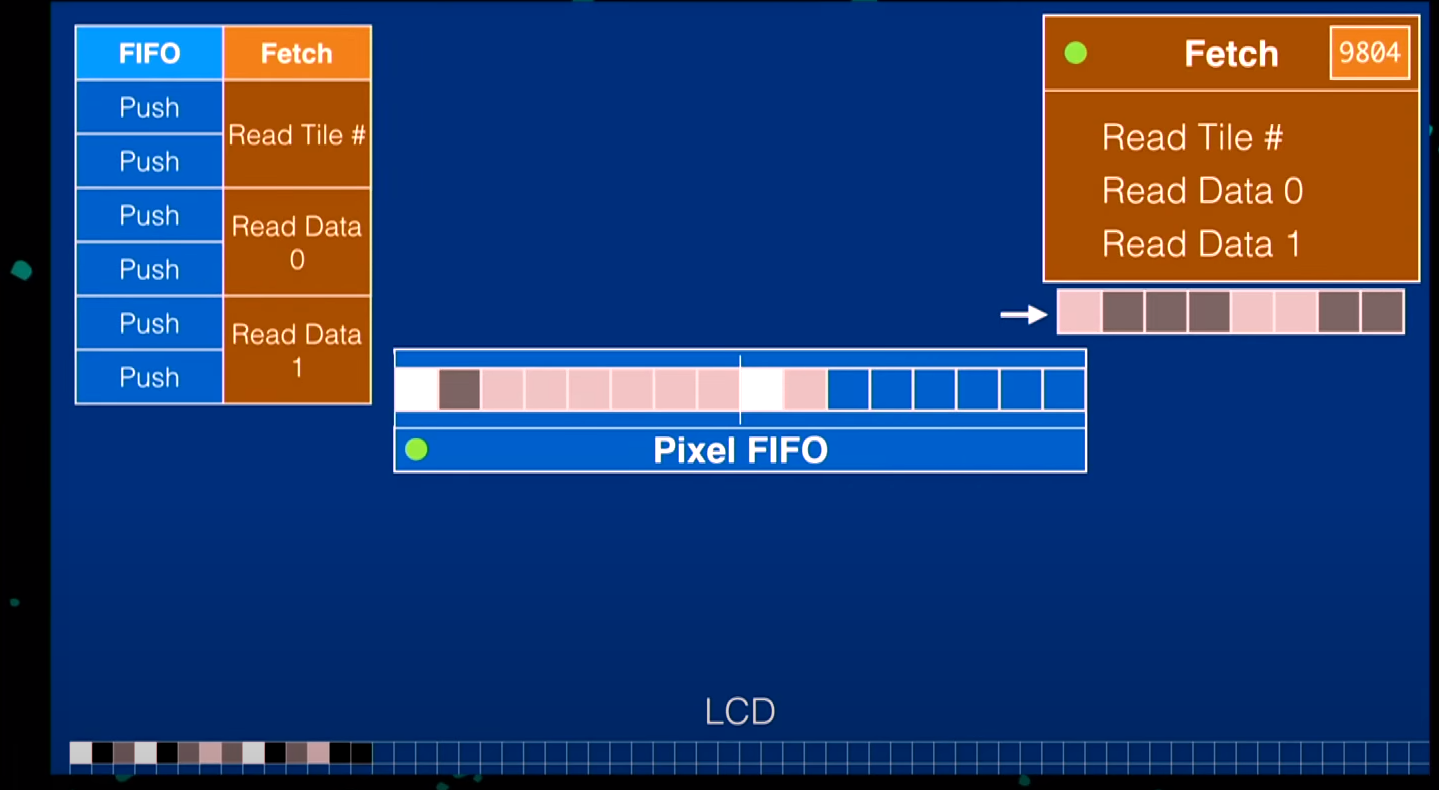 FIFO Fetch
Push
Read Tile #
Push
Push
Read Data
0
Push
Push
Read Data
1
Push
Fetch 9804
Read Tile #
Read Data 0
Read Data 1
Pixel FIFO
LCD